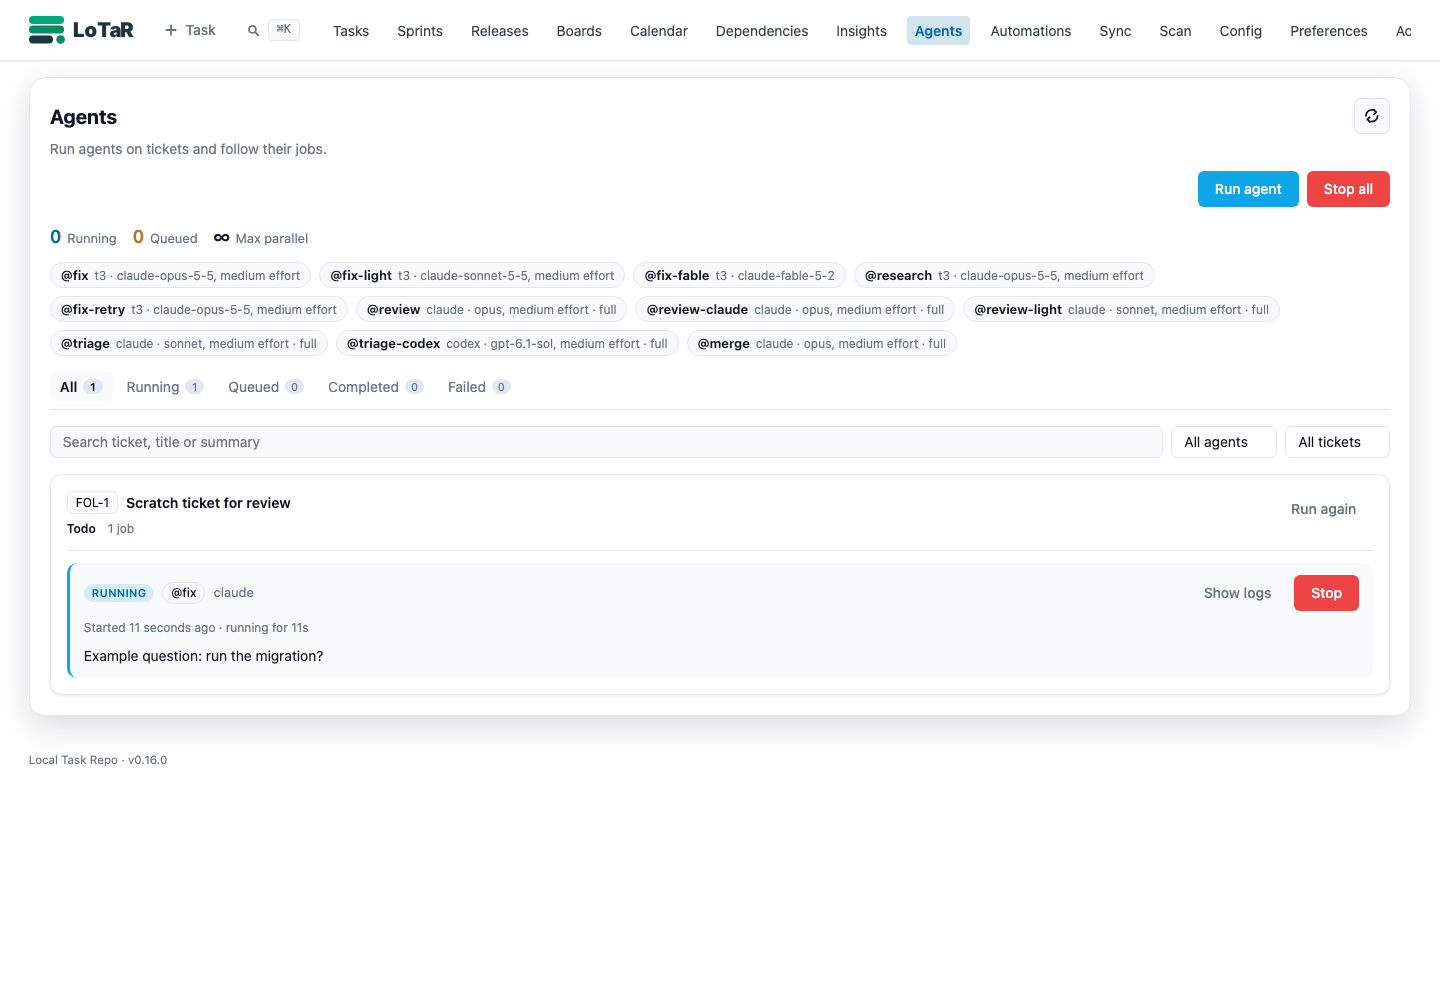 LoTaR
Task
⌘K
Tasks Sprints Releases Boards Calendar Dependencies Insights Agents Automations Sync Scan Config Preferences Ac
Agents
Run agents on tickets and follow their jobs.
Run agent Stop all
0 Running 0 Queued ∞ Max parallel
@fix t3 · claude-opus-5-5, medium effort @fix-light t3 · claude-sonnet-5-5, medium effort @fix-fable t3 · claude-fable-5-2 @research t3 · claude-opus-5-5, medium effort
@fix-retry t3 · claude-opus-5-5, medium effort @review claude · opus, medium effort · full @review-claude claude · opus, medium effort · full @review-light claude · sonnet, medium effort · full
@triage claude · sonnet, medium effort · full @triage-codex codex · gpt-6.1-sol, medium effort · full @merge claude · opus, medium effort · full
All 1 Running 1 Queued 0 Completed 0 Failed 0
Search ticket, title or summary All agents All tickets
FOL-1 Scratch ticket for review Run again
Todo 1 job
RUNNING @fix claude Show logs Stop
Started 11 seconds ago · running for 11s
Example question: run the migration?
Local Task Repo · v0.16.0